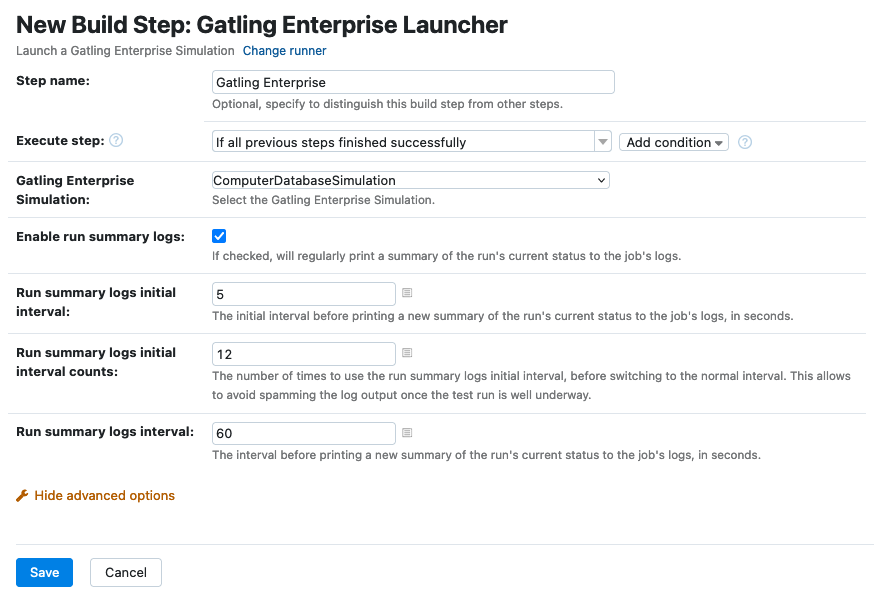 New Build Step: Gatling Enterprise Launcher
Launch a Gatling Enterprise Simulation Change runner
Step name:
Gatling Enterprise
Optional, specify to distinguish this build step from other steps.
Execute step: ?
If all previous steps finished successfully
Add condition
?
Gatling Enterprise
Simulation:
ComputerDatabaseSimulation
Select the Gatling Enterprise Simulation.
Enable run summary logs:
If checked, will regularly print a summary of the run's current status to the job's logs.
Run summary logs initial
interval:
5
The initial interval before printing a new summary of the run's current status to the job's logs, in seconds.
Run summary logs initial
interval counts:
12
The number of times to use the run summary logs initial interval, before switching to the normal interval. This allows
to avoid spamming the log output once the test run is well underway.
Run summary logs interval:
60
The interval before printing a new summary of the run's current status to the job's logs, in seconds.
Hide advanced options
Save
Cancel